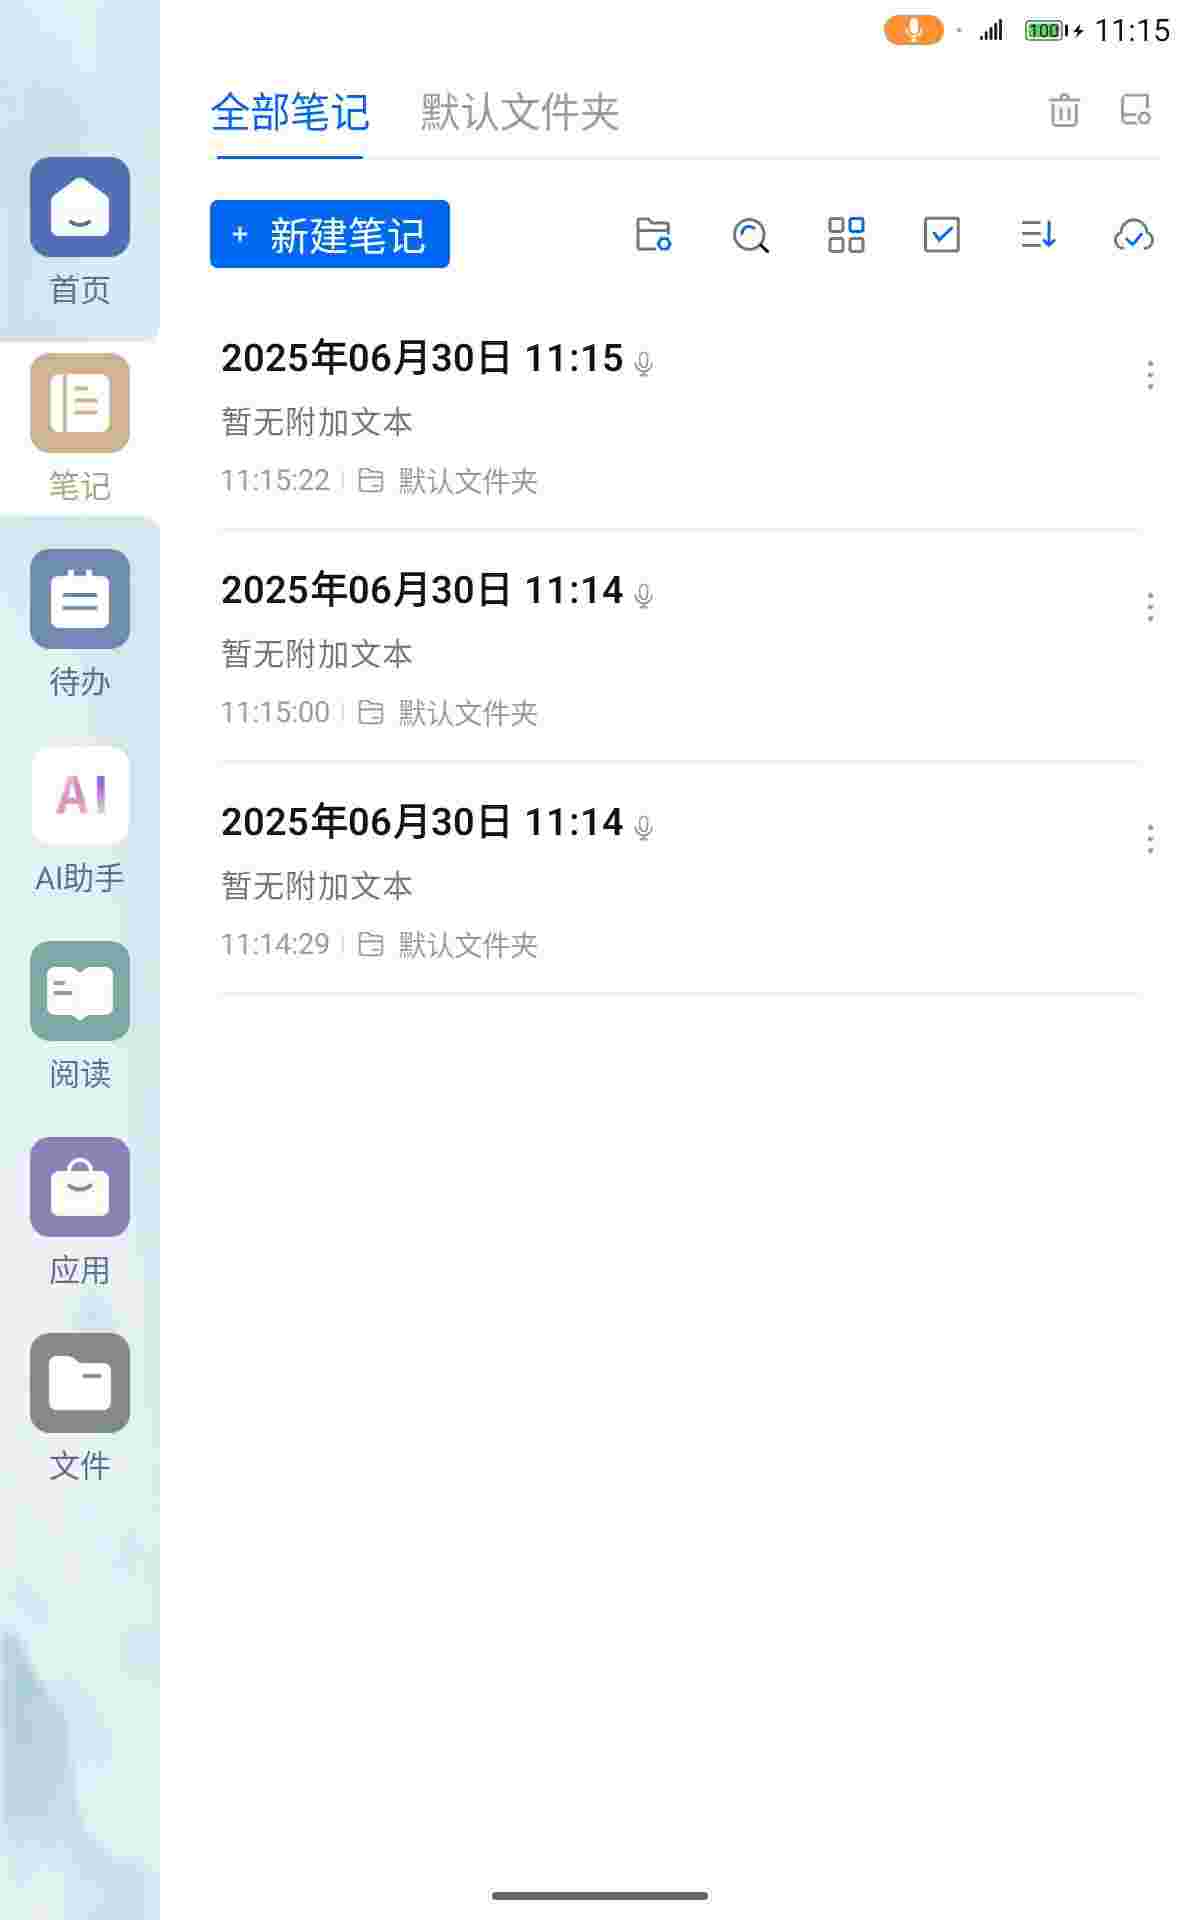 11:15
全部笔记 默认文件夹
+ 新建笔记
首页
笔记
待办
AI
AI助手
阅读
应用
文件
2025年06月30日 11:15
暂无附加文本
11:15:22 默认文件夹
2025年06月30日 11:14
暂无附加文本
11:15:00 默认文件夹
2025年06月30日 11:14
暂无附加文本
11:14:29 默认文件夹
100